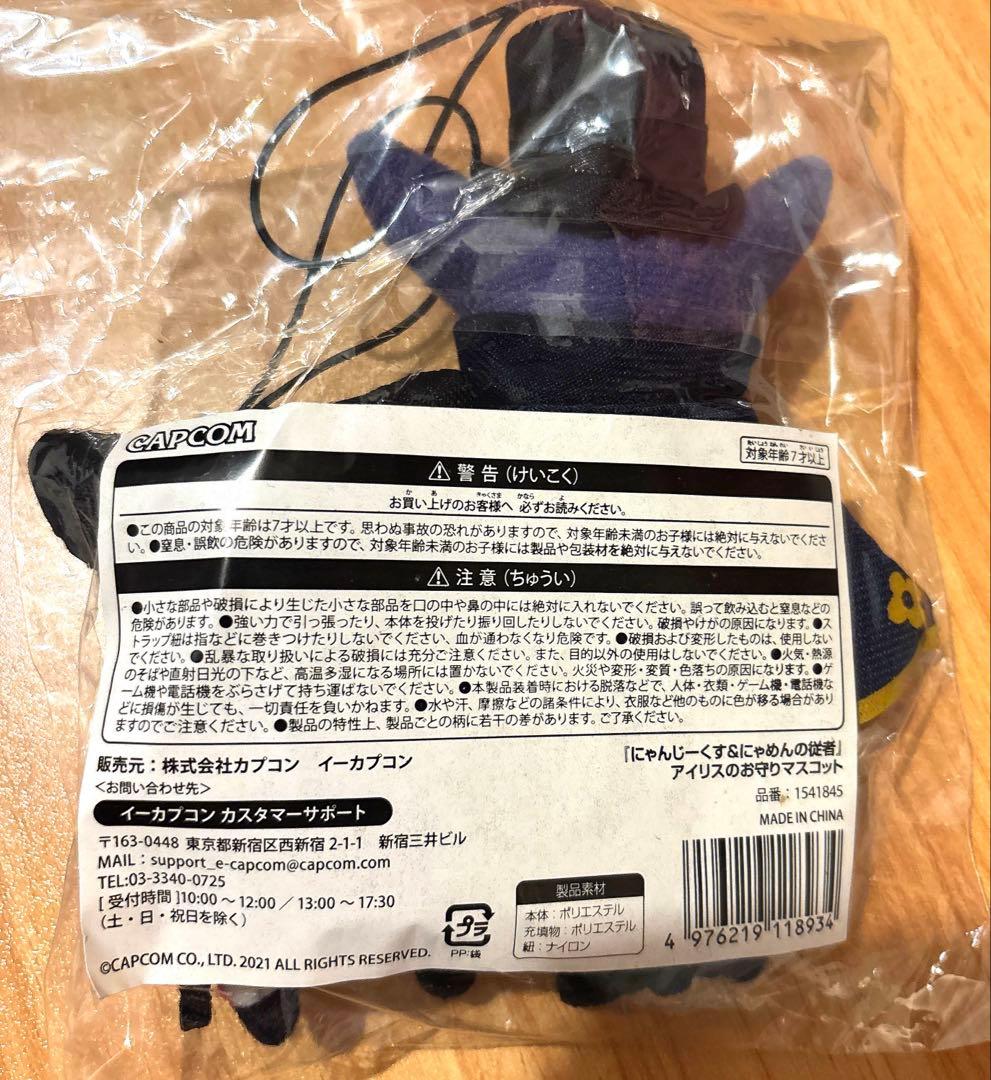 CAPCOM
対象年齢7才以上
⚠ 警告(けいこく)
お買い上げのお客様へ 必ずお読みください。
●この商品の対象年齢は7才以上です。思わぬ事故の恐れがありますので、対象年齢未満のお子様には絶対に与えないでくださ
い。●窒息・誤飲の危険がありますので、対象年齢未満のお子様には製品や包装材を絶対に与えないでください。
⚠ 注意(ちゅうい)
●小さな部品や破損により生じた小さな部品を口の中や鼻の中には絶対に入れないでください。誤って飲み込むと窒息などの
危険があります。●強い力で引っ張ったり、本体を投げたり振り回したりしないでください。破損やけがの原因になります。●ス
トラップ紐は指などに巻きつけたりしないでください、血が通わなくなり危険です。●破損および変形したものは、使用しない
でください。●乱暴な取り扱いによる破損には充分ご注意ください。また、目的以外の使用はしないでください。●火気・熱源
のそばや直射日光の下など、高温多湿になる場所には置かないでください。火災や変形・変質・色落ちの原因になります。●ゲ
ーム機や電話機をぶらさげて持ち運ばないでください。●本製品装着時における脱落などで、人体・衣類・ゲーム機・電話機な
どに損傷が生じても、一切責任を負いかねます。●水や汗、摩擦などの諸条件により、衣服など他のものに色が移る場合があり
ますのでご注意ください。●製品の特性上、製品ごとの柄に若干の差があります。ご了承ください。
販売元:株式会社カプコン イーカプコン
<お問い合わせ先>
イーカプコン カスタマーサポート
〒163-0448 東京都新宿区西新宿 2-1-1 新宿三井ビル
MAIL:support_e-capcom@capcom.com
TEL:03-3340-0725
[受付時間]10:00～12:00/13:00～17:30
(土・日・祝日を除く)
©CAPCOM CO., LTD. 2021 ALL RIGHTS RESERVED.
『にゃんじーくす&にゃめんの従者』
アイリスのお守りマスコット
品番:1541845
MADE IN CHINA
プラ
PP:袋
製品素材
本体:ポリエステル
充填物:ポリエステル
紐:ナイロン
4 976219 118934